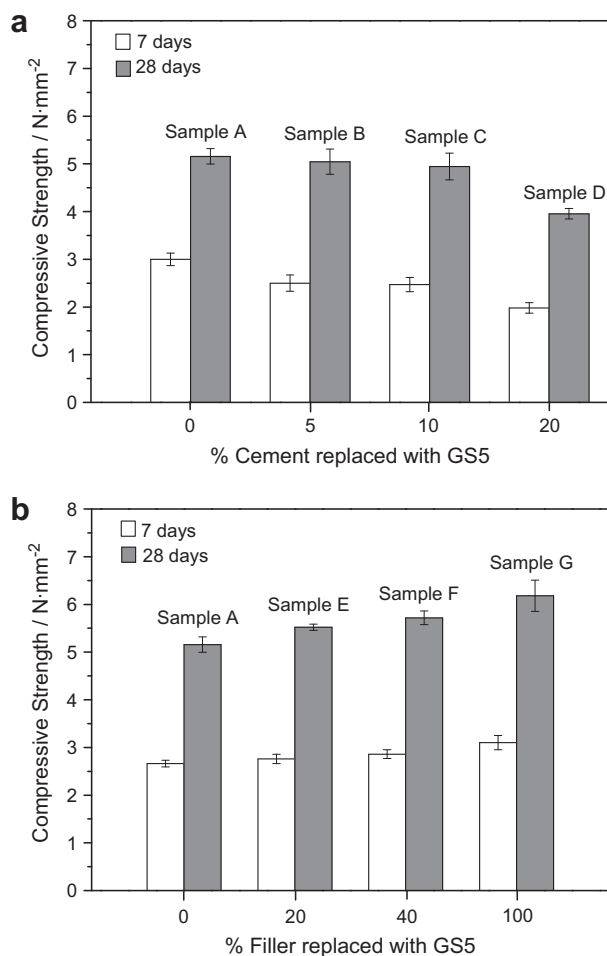 a
7 days
28 days
Compressive Strength / N·mm⁻²
8
7
6
5
4
3
2
1
0
Sample A
Sample B
Sample C
Sample D
0 5 10 20
% Cement replaced with GS5
b
7 days
28 days
Compressive Strength / N·mm⁻²
8
7
6
5
4
3
2
1
0
Sample A
Sample E
Sample F
Sample G
0 20 40 100
% Filler replaced with GS5